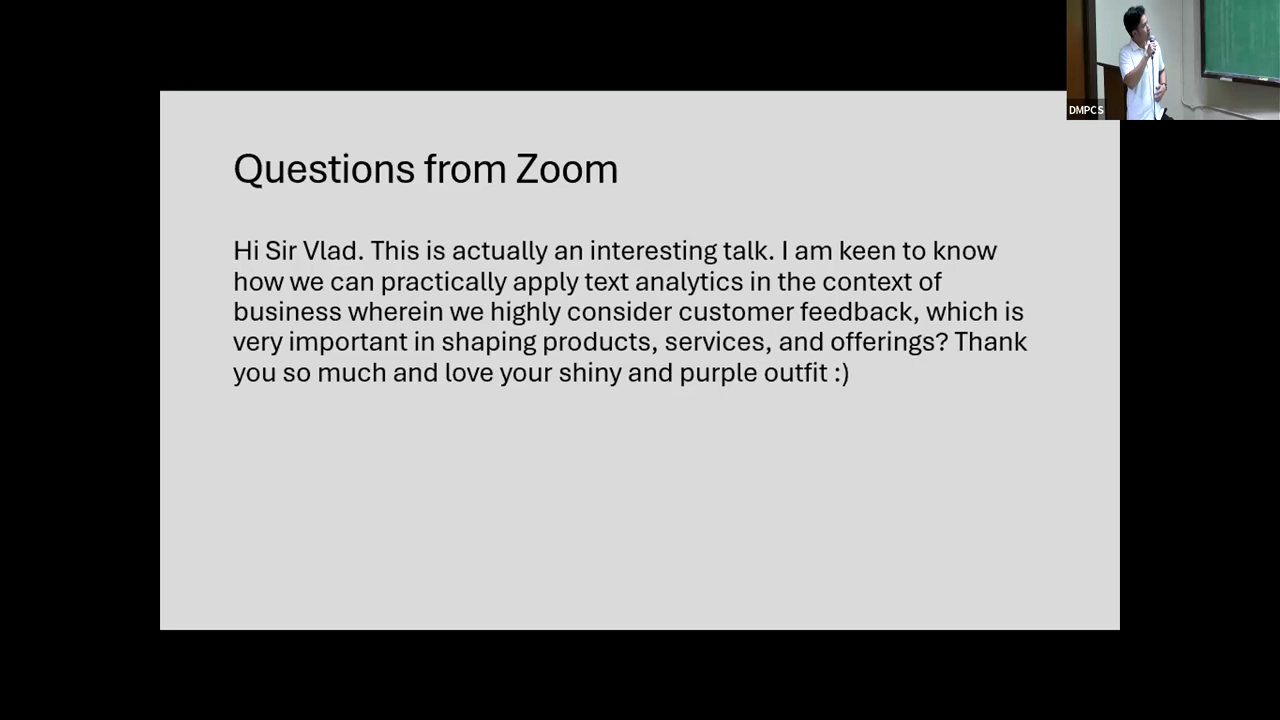 Questions from Zoom
Hi Sir Vlad. This is actually an interesting talk. I am keen to know
how we can practically apply text analytics in the context of
business wherein we highly consider customer feedback, which is
very important in shaping products, services, and offerings? Thank
you so much and love your shiny and purple outfit :)
DMPCS